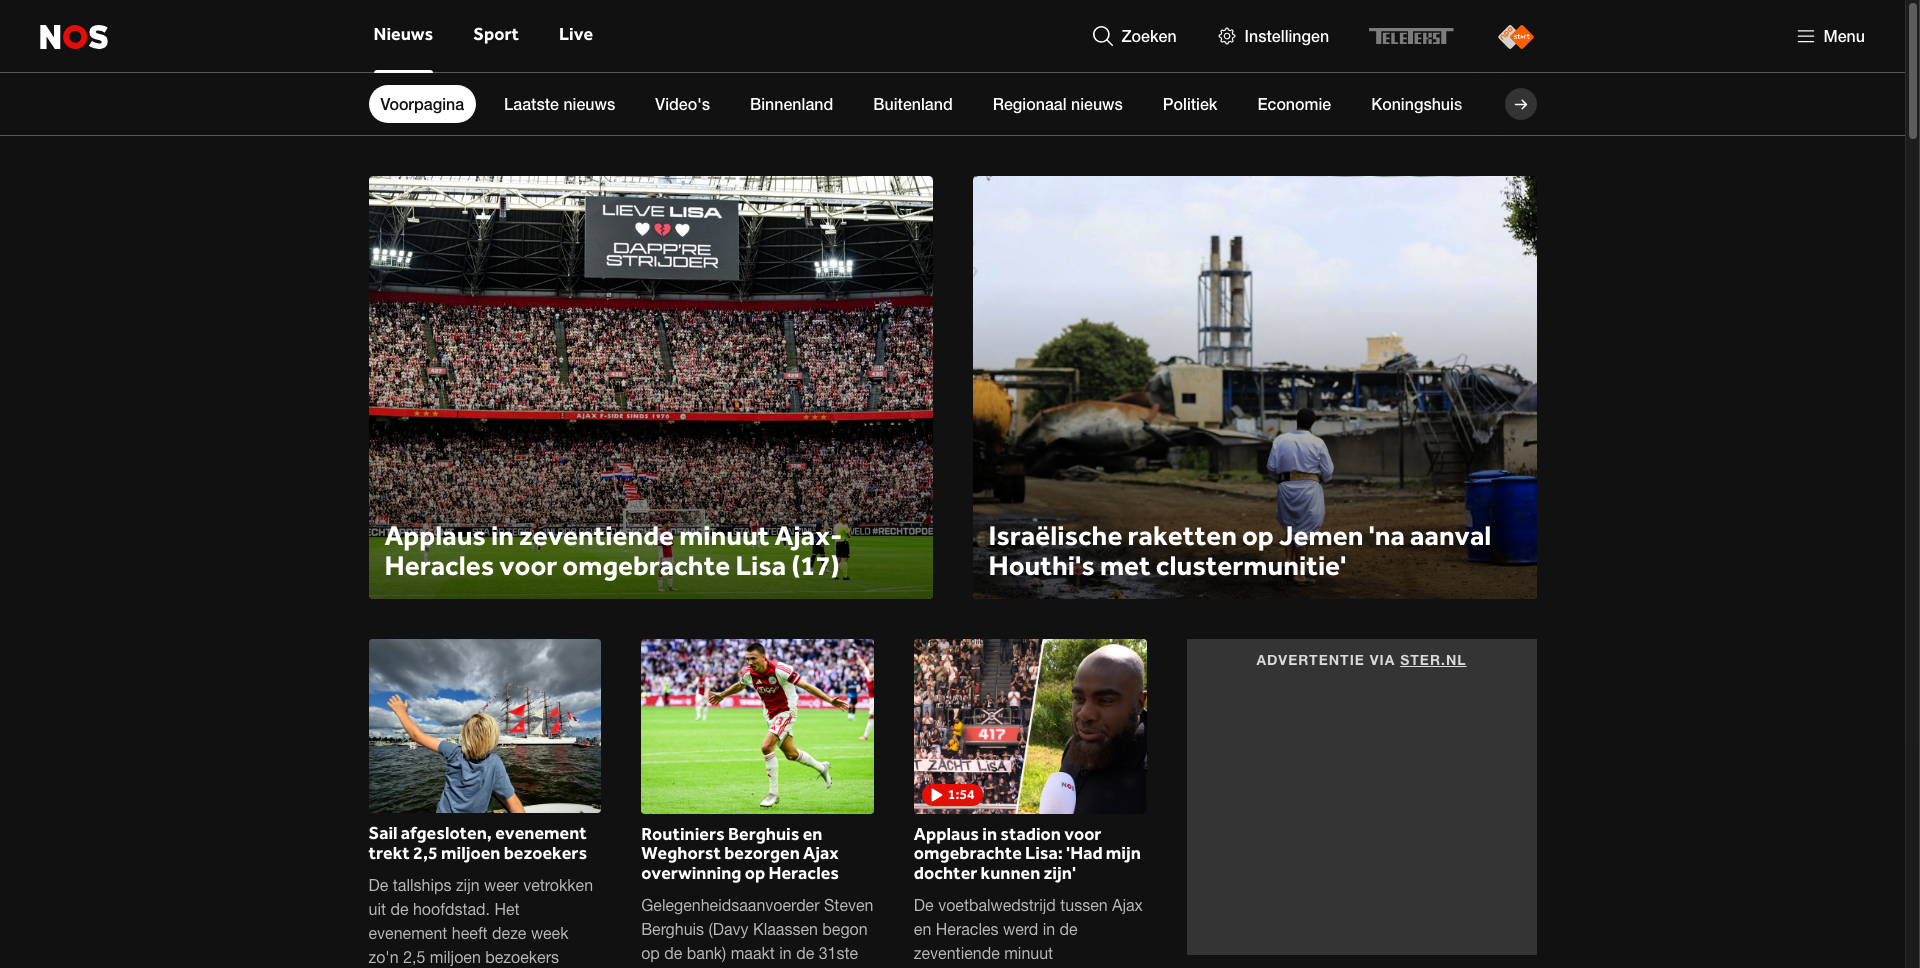 NOS
Nieuws
Sport
Live
Zoeken
Instellingen
TELETEKST
start
Menu
Voorpagina
Laatste nieuws
Video's
Binnenland
Buitenland
Regionaal nieuws
Politiek
Economie
Koningshuis
LIEVE LISA
DAPP'RE
STRIJDER
AJAX F-SIDE SINDS 1976
Applaus in zeventiende minuut Ajax-
Heracles voor omgebrachte Lisa (17)
Israëlische raketten op Jemen 'na aanval
Houthi's met clustermunitie'
417
T ZACHT LISA
NOS
1:54
ADVERTENTIE VIA STER.NL
Sail afgesloten, evenement
trekt 2,5 miljoen bezoekers
De tallships zijn weer vetrokken
uit de hoofdstad. Het
evenement heeft deze week
zo'n 2,5 miljoen bezoekers
Routiniers Berghuis en
Weghorst bezorgen Ajax
overwinning op Heracles
Gelegenheidsaanvoerder Steven
Berghuis (Davy Klaassen begon
op de bank) maakt in de 31ste
Applaus in stadion voor
omgebrachte Lisa: 'Had mijn
dochter kunnen zijn'
De voetbalwedstrijd tussen Ajax
en Heracles werd in de
zeventiende minuut